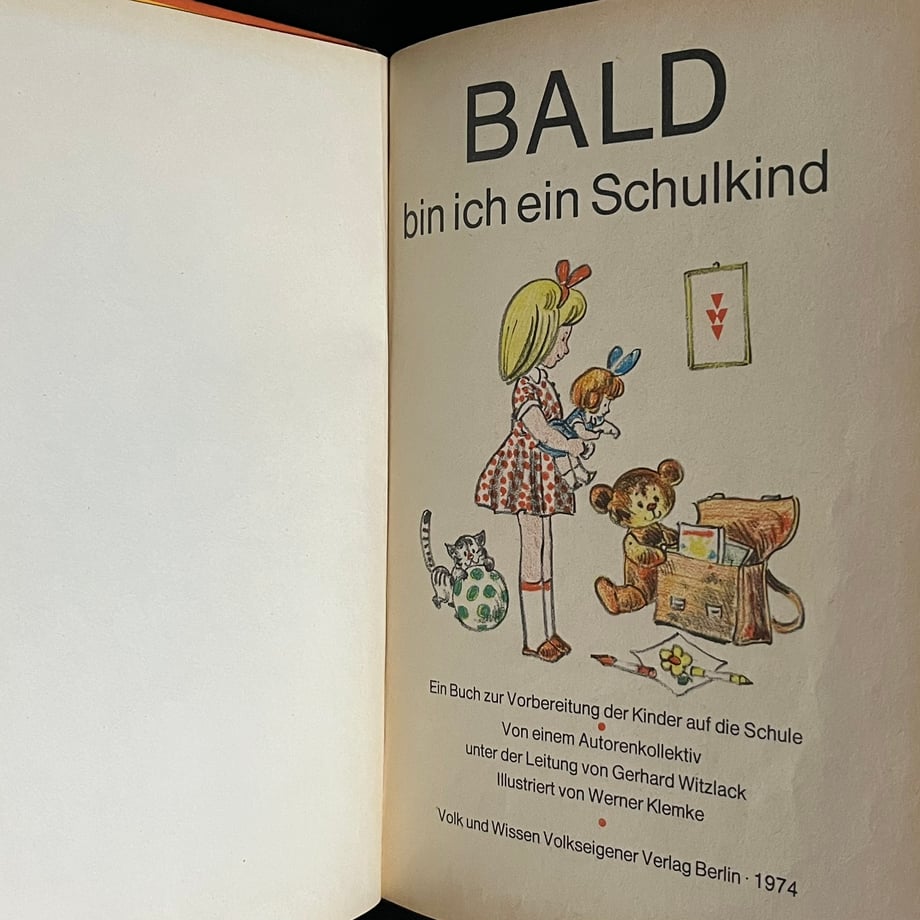 BALD
bin ich ein Schulkind
Ein Buch zur Vorbereitung der Kinder auf die Schule
Von einem Autorenkollektiv
unter der Leitung von Gerhard Witzlack
Illustriert von Werner Klemke
Volk und Wissen Volkseigener Verlag Berlin · 1974